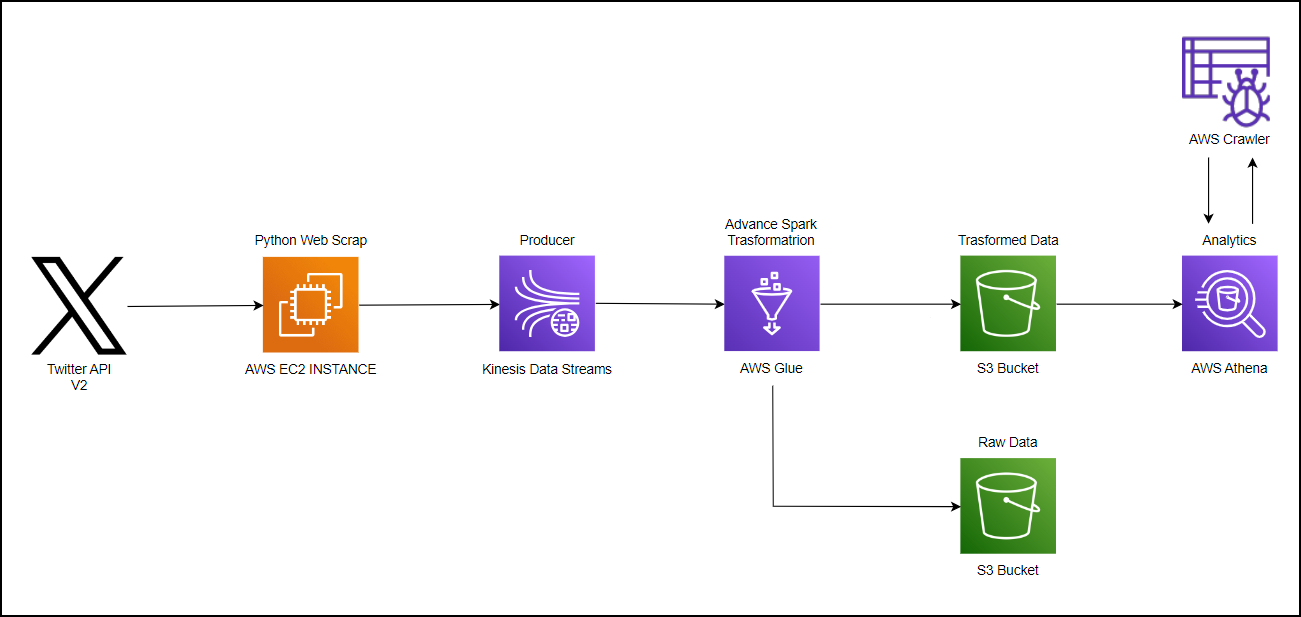 AWS Crawler
Python Web Scrap
Producer
Advance Spark
Trasformatrion
Trasformed Data
Analytics
Twitter API
V2
AWS EC2 INSTANCE
Kinesis Data Streams
AWS Glue
S3 Bucket
AWS Athena
Raw Data
S3 Bucket